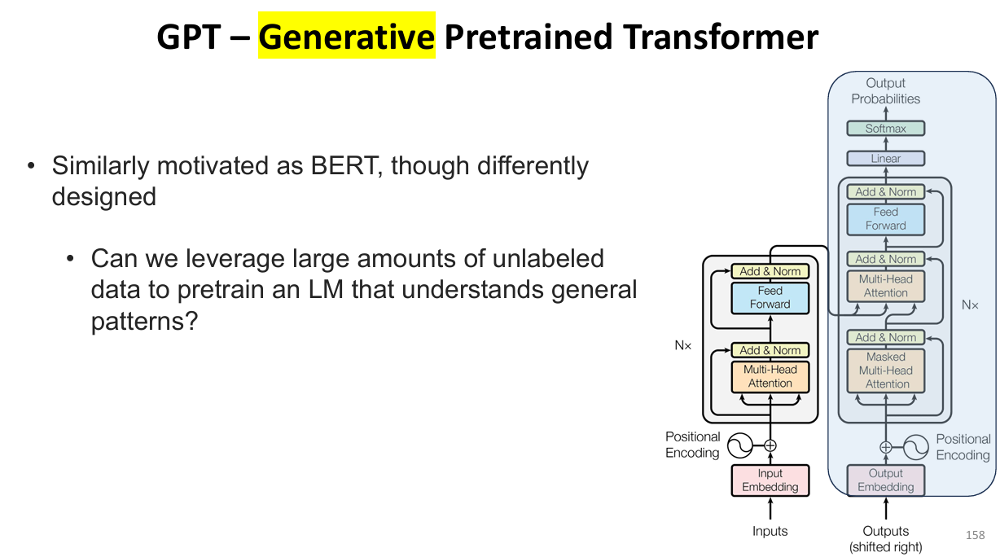 GPT – Generative Pretrained Transformer
• Similarly motivated as BERT, though differently
designed
• Can we leverage large amounts of unlabeled
data to pretrain an LM that understands general
patterns?
Output
Probabilities
Softmax
Linear
Add & Norm
Feed
Forward
Add & Norm
Multi-Head
Attention
Add & Norm
Masked
Multi-Head
Attention
N×
Positional
Encoding
Output
Embedding
Outputs
(shifted right)
Add & Norm
Feed
Forward
Add & Norm
Multi-Head
Attention
N×
Positional
Encoding
Input
Embedding
Inputs
158